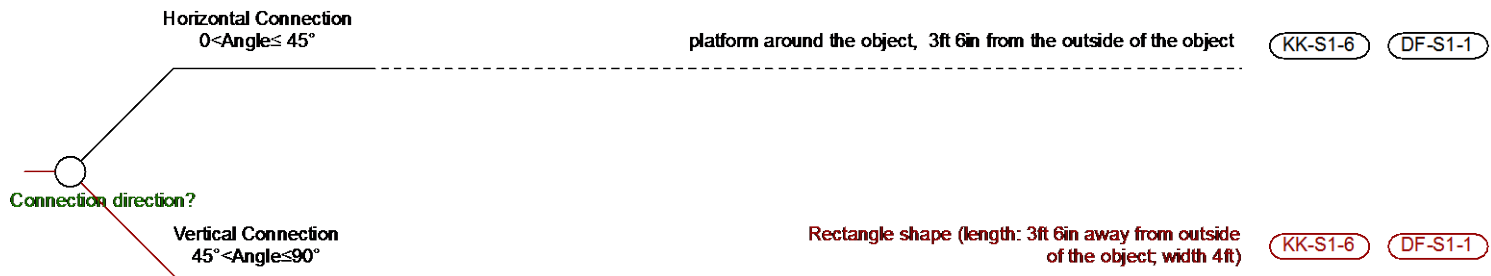 Horizontal Connection
0<Angle≤ 45°
platform around the object, 3ft 6in from the outside of the object
KK-S1-6
DF-S1-1
Connection direction?
Vertical Connection
45°<Angle≤90°
Rectangle shape (length: 3ft 6in away from outside
of the object; width 4ft)
KK-S1-6
DF-S1-1